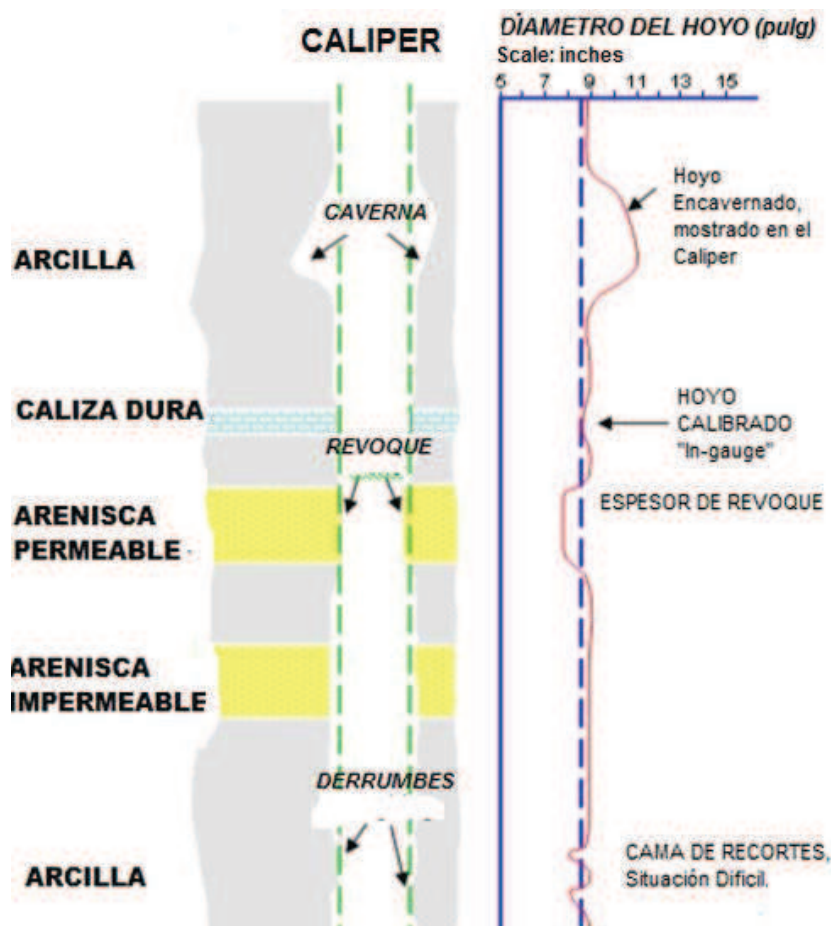 CALIPER
DIAMETRO DEL HOYO (pulg)
Scale: inches
5 7 9 11 13 15
CAVERNA
Hoyo
Encavernado,
mostrado en el
Caliper
ARCILLA
CALIZA DURA
HOYO
CALIBRADO
"In-gauge"
REVOQUE
ESPESOR DE REVOQUE
ARENISCA
PERMEABLE
ARENISCA
IMPERMEABLE
DERRUMBES
CAMA DE RECORTES,
Situación Dificil.
ARCILLA